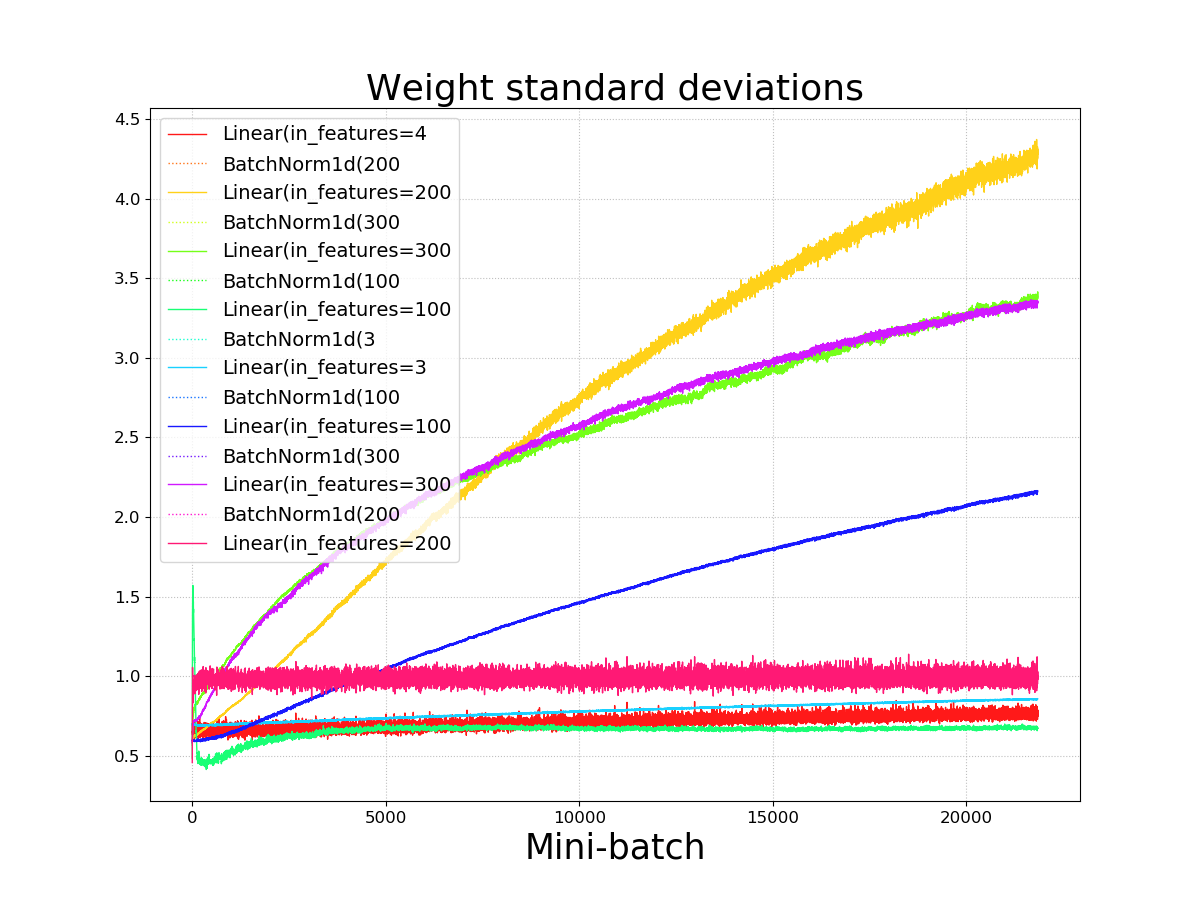 Weight standard deviations
4.5
4.0
3.5
3.0
2.5
2.0
1.5
1.0
0.5
Linear(in_features=4
BatchNorm1d(200
Linear(in_features=200
BatchNorm1d(300
Linear(in_features=300
BatchNorm1d(100
Linear(in_features=100
BatchNorm1d(3
Linear(in_features=3
BatchNorm1d(100
Linear(in_features=100
BatchNorm1d(300
Linear(in_features=300
BatchNorm1d(200
Linear(in_features=200
0 5000 10000 15000 20000
Mini-batch